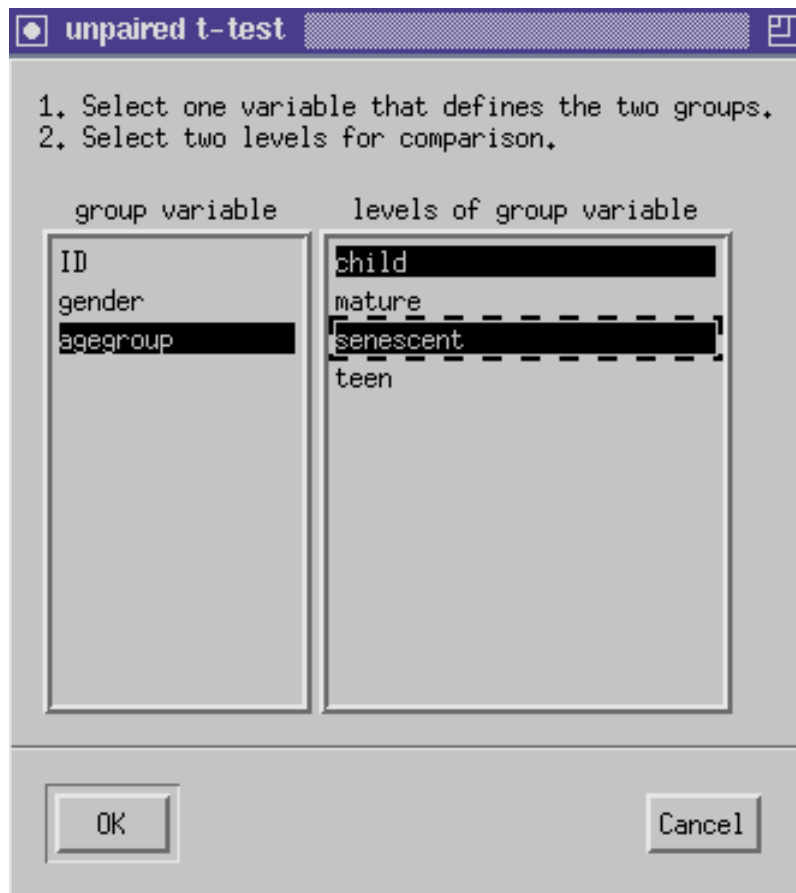 unpaired t-test
1. Select one variable that defines the two groups.
2. Select two levels for comparison.
group variable
levels of group variable
ID
gender
agegroup
child
mature
senescent
teen
OK
Cancel